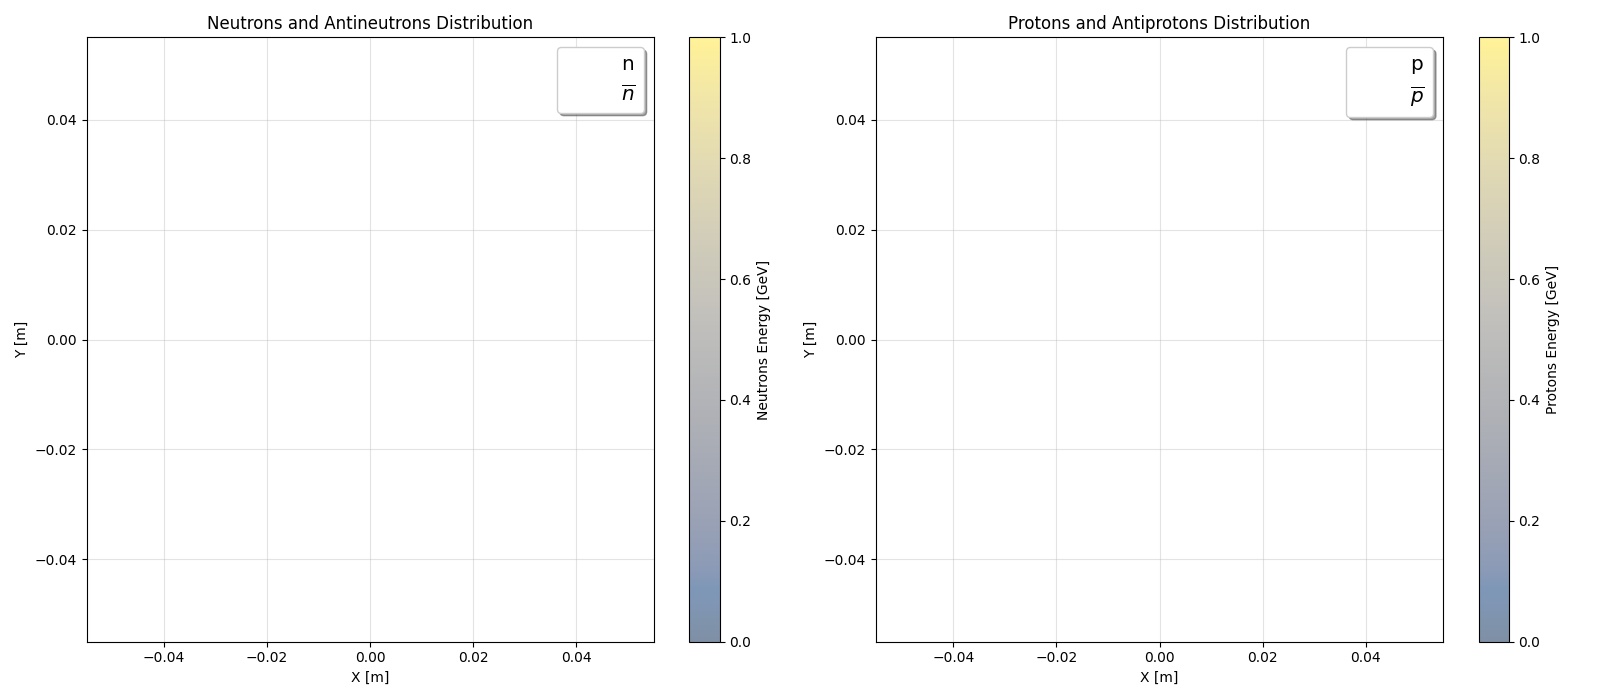 Neutrons and Antineutrons Distribution
n
n̅
0.04
0.02
0.00
−0.02
−0.04
Y [m]
−0.04 −0.02 0.00 0.02 0.04
X [m]
1.0
0.8
0.6
0.4
0.2
0.0
Neutrons Energy [GeV]
Protons and Antiprotons Distribution
p
p̅
0.04
0.02
0.00
−0.02
−0.04
Y [m]
−0.04 −0.02 0.00 0.02 0.04
X [m]
1.0
0.8
0.6
0.4
0.2
0.0
Protons Energy [GeV]